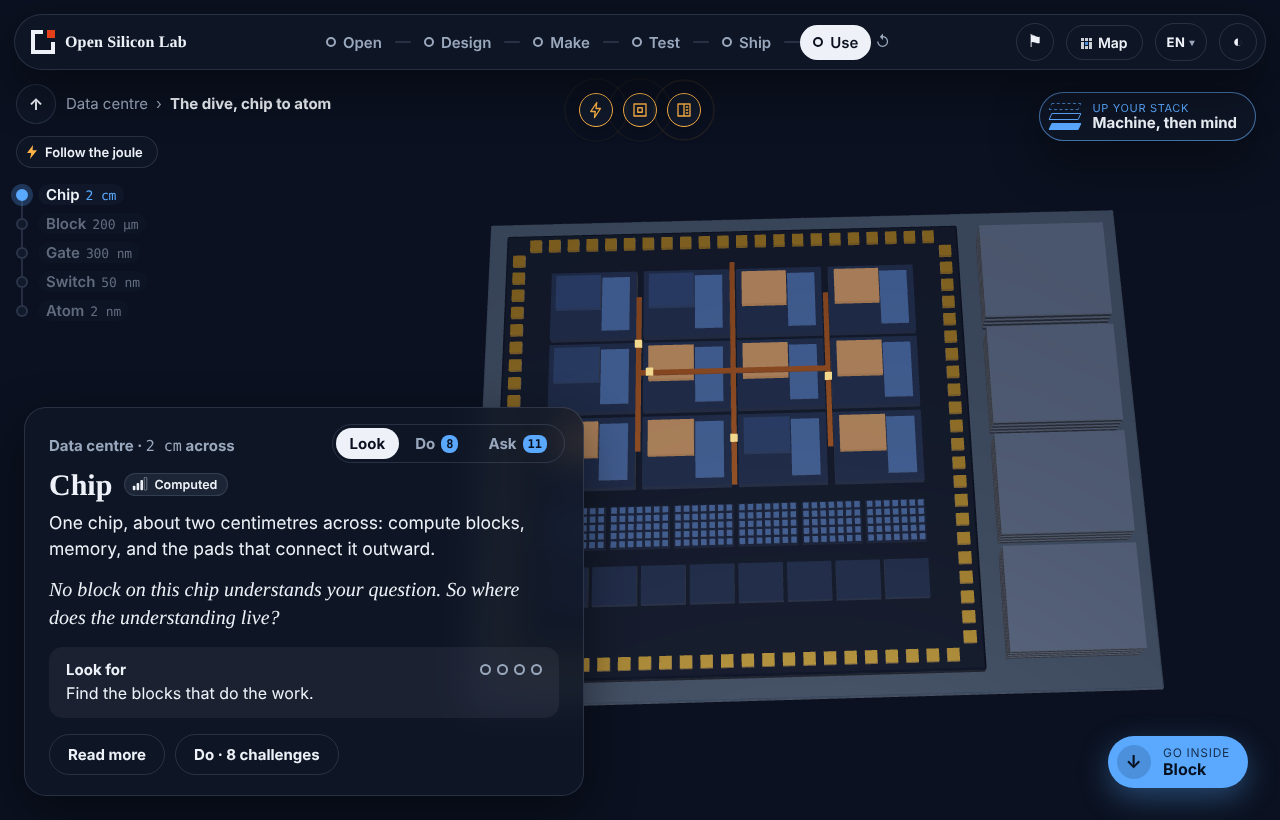 Open Silicon Lab
Open
Design
Make
Test
Ship
Use
Map
EN
Data centre › The dive, chip to atom
UP YOUR STACK
Machine, then mind
Follow the joule
Chip 2 cm
Block 200 µm
Gate 300 nm
Switch 50 nm
Atom 2 nm
Data centre · 2 cm across
Look
Do 8
Ask 11
Chip
Computed
One chip, about two centimetres across: compute blocks,
memory, and the pads that connect it outward.
No block on this chip understands your question. So where
does the understanding live?
Look for
Find the blocks that do the work.
Read more
Do · 8 challenges
GO INSIDE
Block